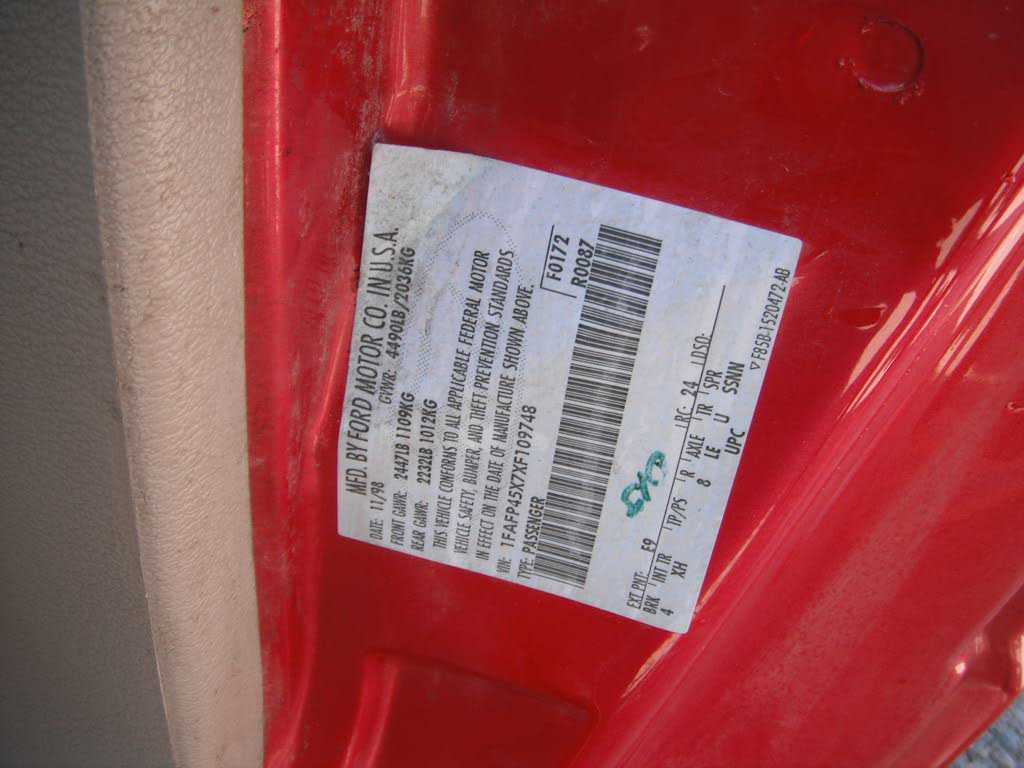 MFD. BY FORD MOTOR CO. IN U.S.A.
DATE: 11/98 GVWR: 4490LB/2036KG
FRONT GAWR: 2447LB 1109KG
REAR GAWR: 2232LB 1012KG
THIS VEHICLE CONFORMS TO ALL APPLICABLE FEDERAL MOTOR
VEHICLE SAFETY, BUMPER, AND THEFT PREVENTION STANDARDS
IN EFFECT ON THE DATE OF MANUFACTURE SHOWN ABOVE.
VIN: 1FAFP45X7XF109748
TYPE: PASSENGER
F0172
R0087
EXT PNT: E9 RC: 24 DSO:
BRK INT TR TP/PS R AXLE TR SPR
4 XH 8 LE U SSNN
UPC
▽F85B-1520472-AB